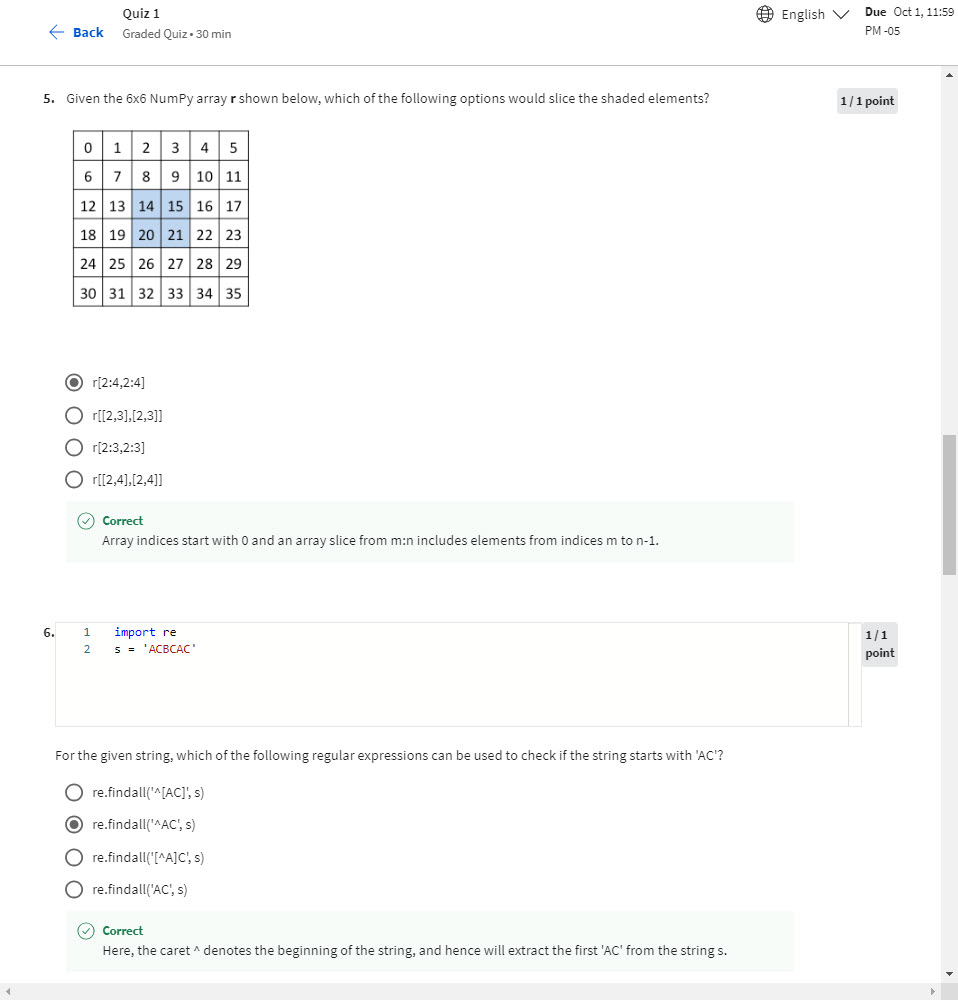 Quiz 1
Graded Quiz • 30 min
Back
English
Due Oct 1, 11:59
PM -05
5. Given the 6x6 NumPy array r shown below, which of the following options would slice the shaded elements?
1 / 1 point
0 1 2 3 4 5
6 7 8 9 10 11
12 13 14 15 16 17
18 19 20 21 22 23
24 25 26 27 28 29
30 31 32 33 34 35
r[2:4,2:4]
r[[2,3],[2,3]]
r[2:3,2:3]
r[[2,4],[2,4]]
Correct
Array indices start with 0 and an array slice from m:n includes elements from indices m to n-1.
6.
1 import re
2 s = 'ACBCAC'
1 / 1
point
For the given string, which of the following regular expressions can be used to check if the string starts with 'AC'?
re.findall('^[AC]', s)
re.findall('^AC', s)
re.findall('[^A]C', s)
re.findall('AC', s)
Correct
Here, the caret ^ denotes the beginning of the string, and hence will extract the first 'AC' from the string s.